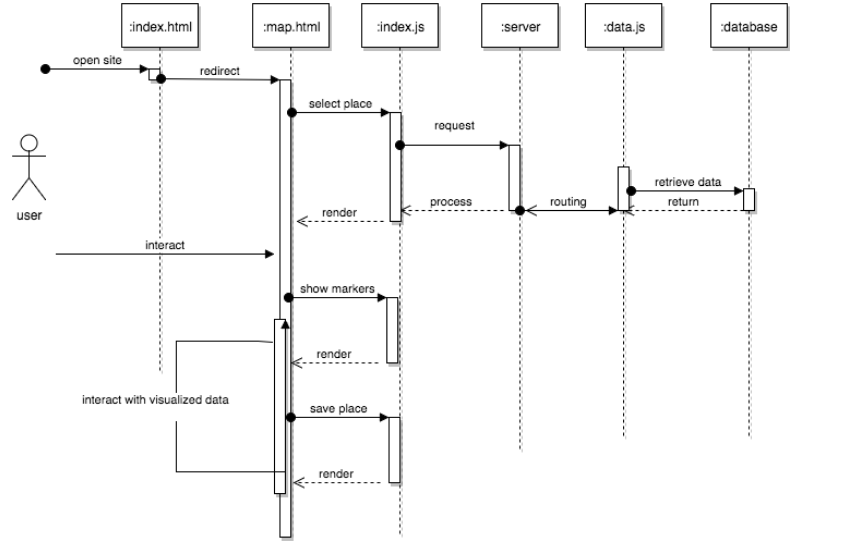 :index.html
:map.html
:index.js
:server
:data.js
:database
open site
redirect
select place
request
retrieve data
process
routing
return
render
user
interact
show markers
render
interact with visualized data
save place
render